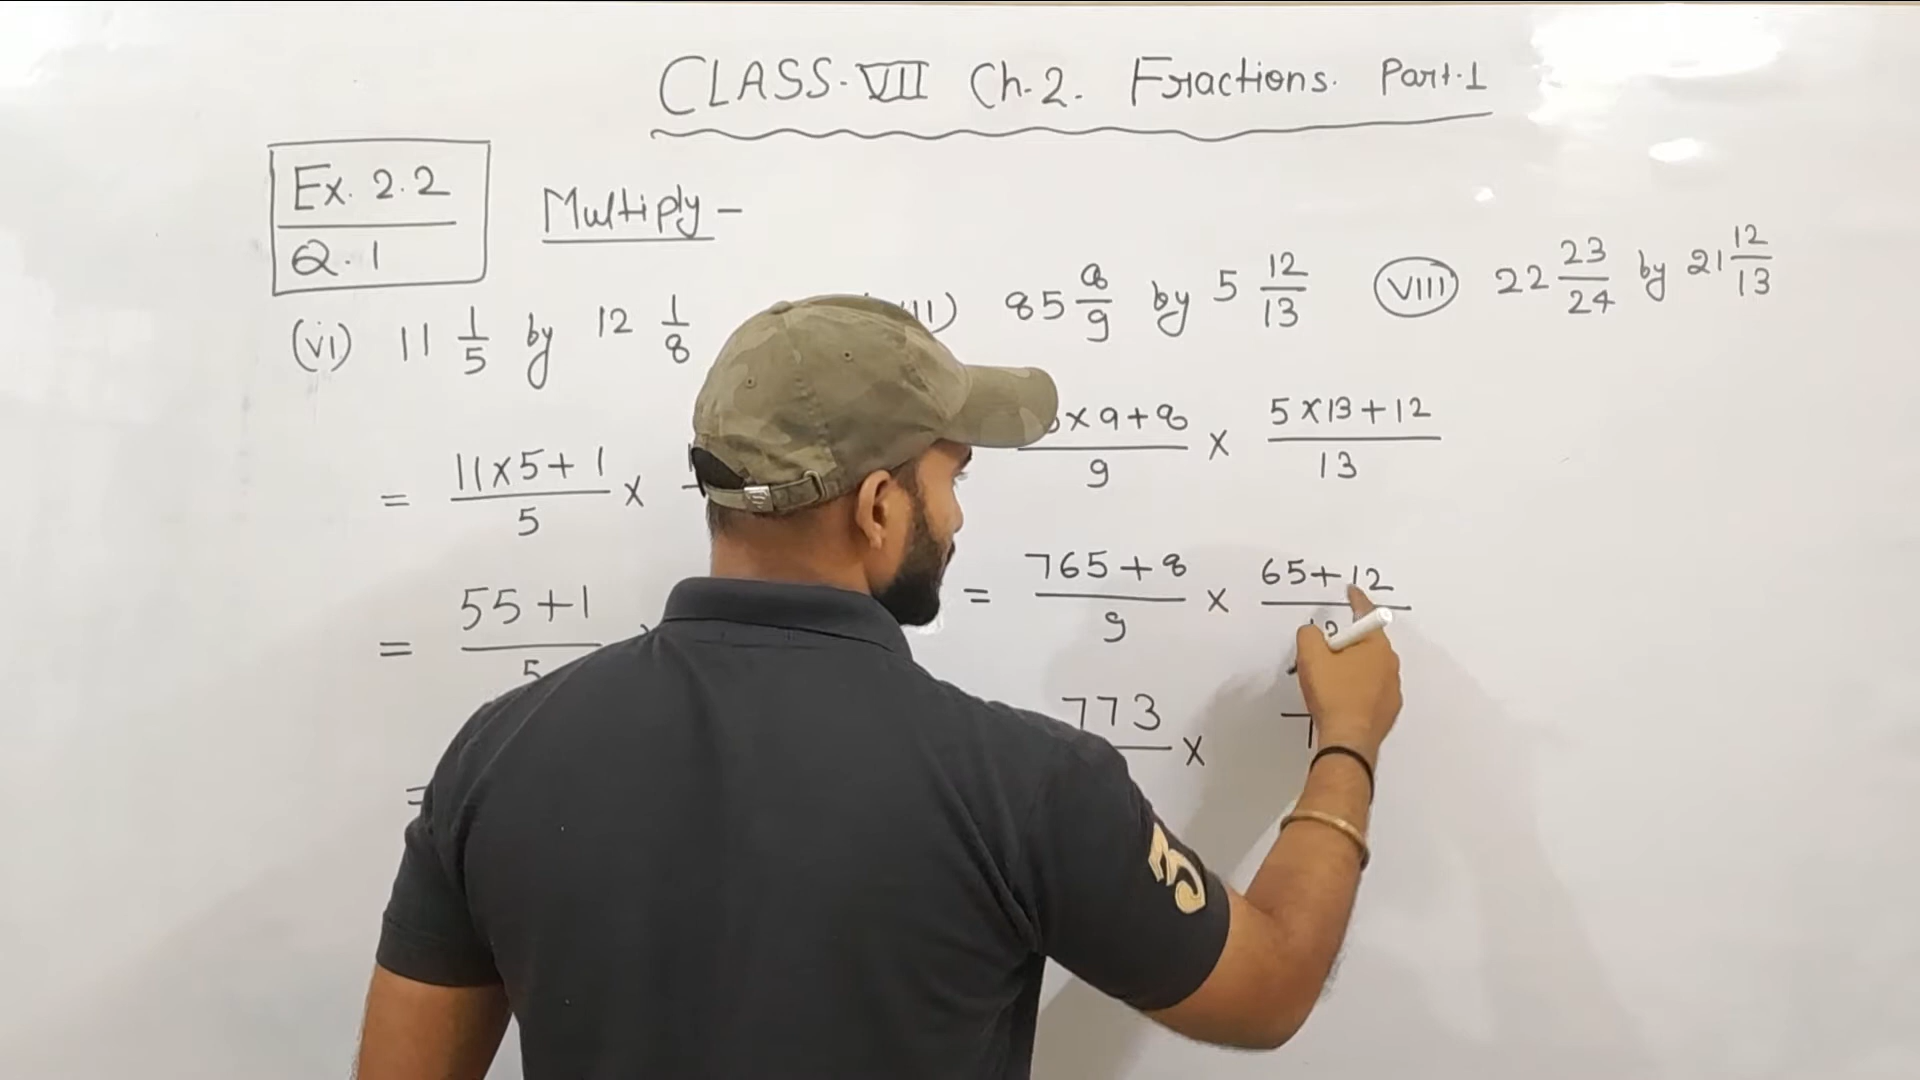 CLASS-VII Ch.2. Fractions. Part.1
Ex. 2.2
Q.1
Multiply -
(vi) 11 1/5 by 12 1/8
85 8/9 by 5 12/13
VIII 22 23/24 by 21 12/13
= 11×5+1/5 ×
×9+8/9 × 5×13+12/13
= 55+1/5
= 765+8/9 × 65+12
=
773 × 7
3